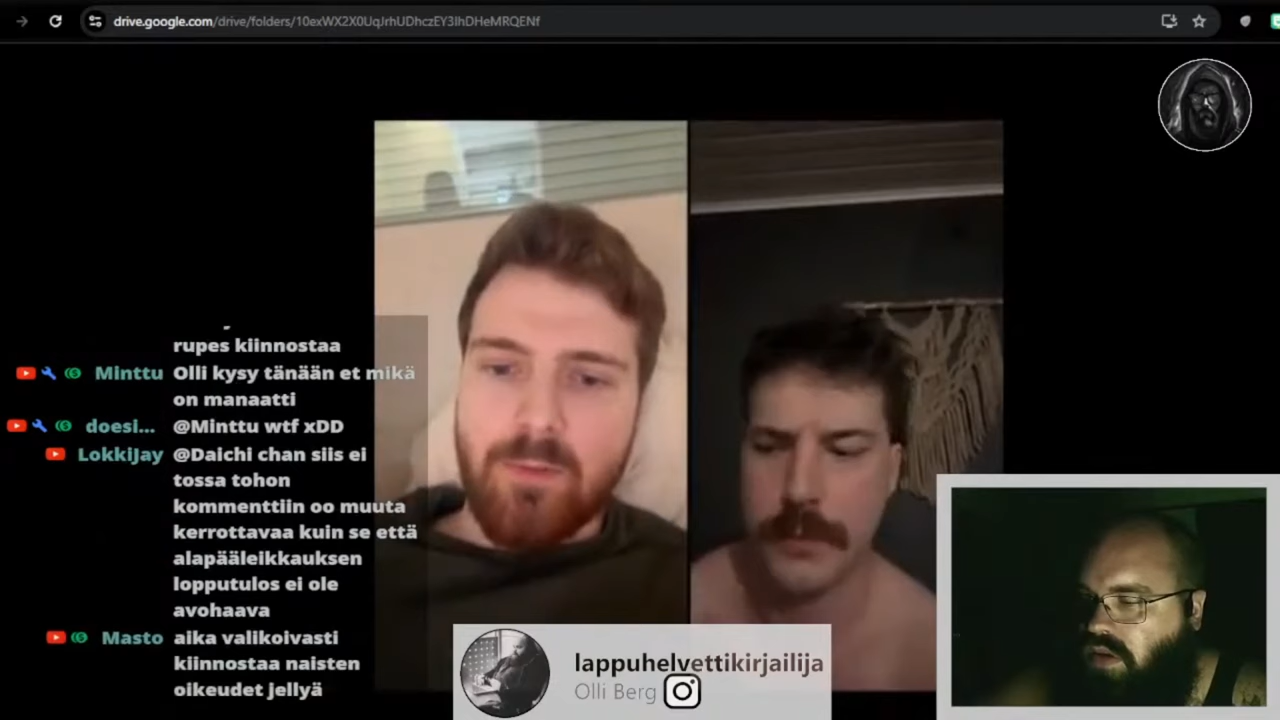 drive.google.com/drive/folders/10exWX2X0UqJrhUDhczEY3IhDHeMRQENf
rupes kiinnostaa
Minttu Olli kysy tänään et mikä
on manaatti
doesi... @Minttu wtf xDD
LokkiJay @Daichi chan siis ei
tossa tohon
kommenttiin oo muuta
kerrottavaa kuin se että
alapääleikkauksen
lopputulos ei ole
avohaava
Masto aika valikoivasti
kiinnostaa naisten
oikeudet jellyä
lappuhelvettikirjailija
Olli Berg